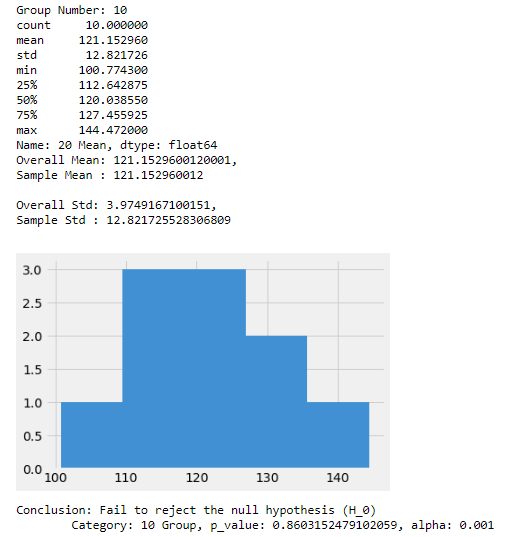 Group Number: 10
count     10.000000
mean     121.152960
std       12.821726
min      100.774300
25%      112.642875
50%      120.038550
75%      127.455925
max      144.472000
Name: 20 Mean, dtype: float64
Overall Mean: 121.1529600120001,
Sample Mean : 121.152960012
Overall Std: 3.9749167100151,
Sample Std : 12.821725528306809
3.0
2.5
2.0
1.5
1.0
0.5
0.0
100 110 120 130 140
Conclusion: Fail to reject the null hypothesis (H_0)
Category: 10 Group, p_value: 0.8603152479102059, alpha: 0.001